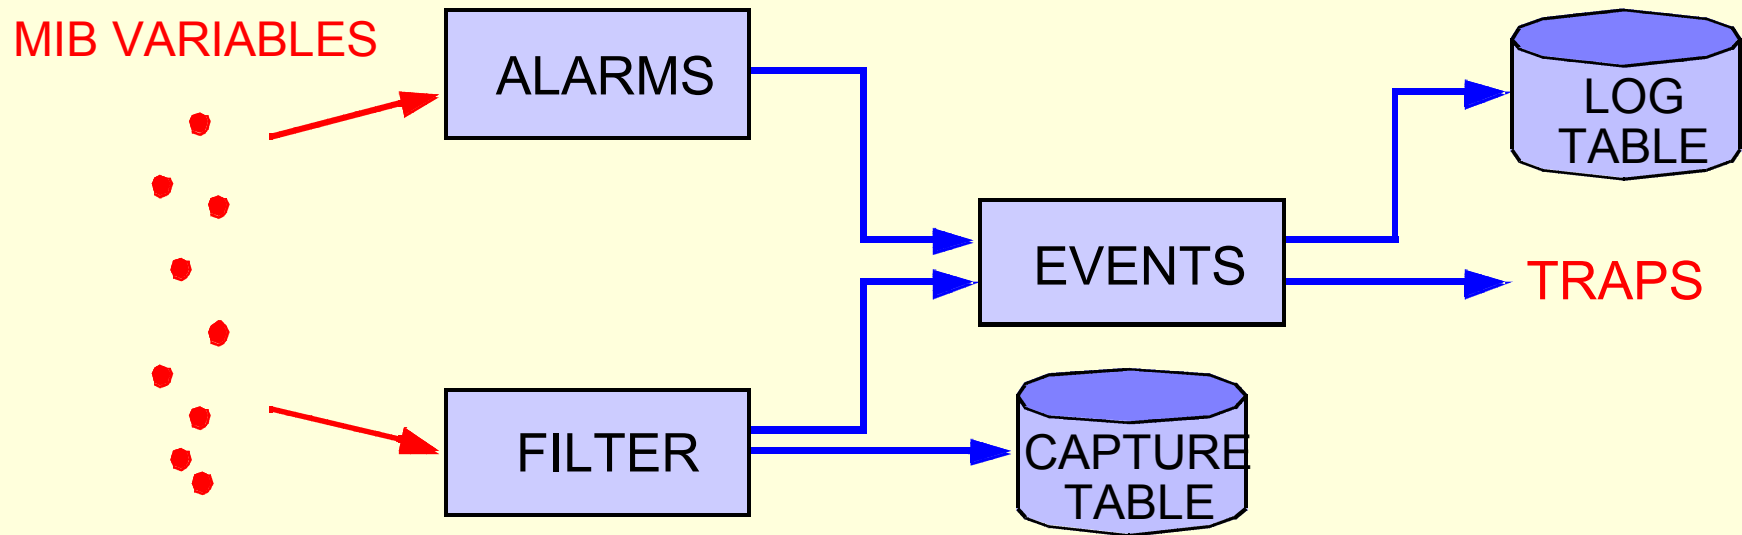 MIB VARIABLES
ALARMS
LOG
TABLE
EVENTS
TRAPS
FILTER
CAPTURE
TABLE